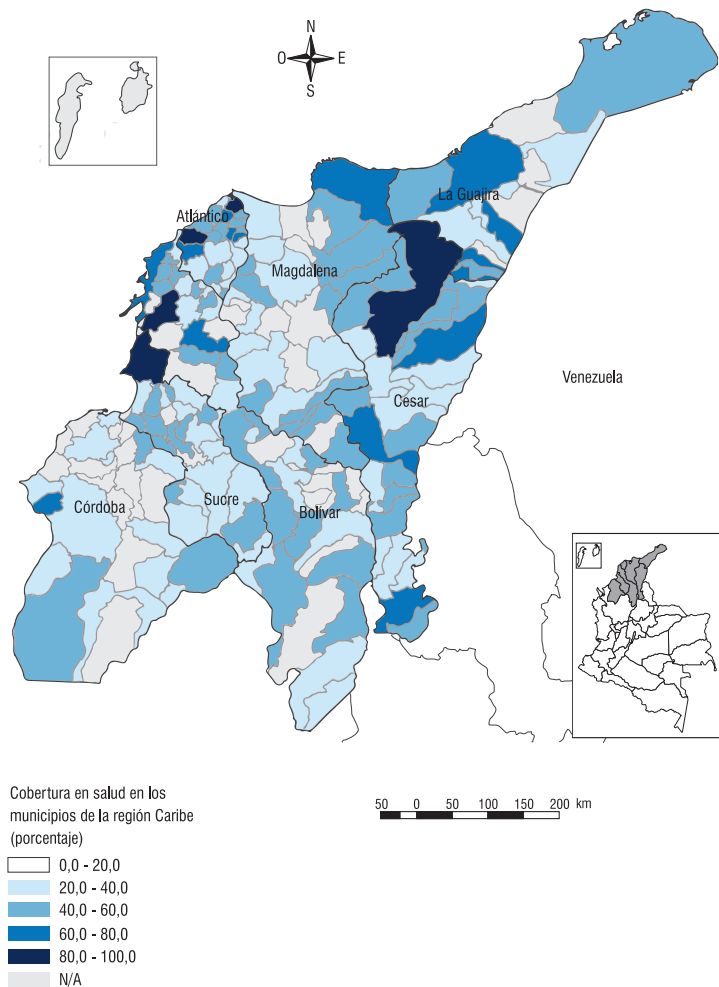 N
O E
S
Atlántico
La Guajira
Magdalena
Venezuela
Cesar
Córdoba
Sucre
Bolívar
Cobertura en salud en los
municipios de la región Caribe
(porcentaje)
0,0 - 20,0
20,0 - 40,0
40,0 - 60,0
60,0 - 80,0
80,0 - 100,0
N/A
50 0 50 100 150 200 km